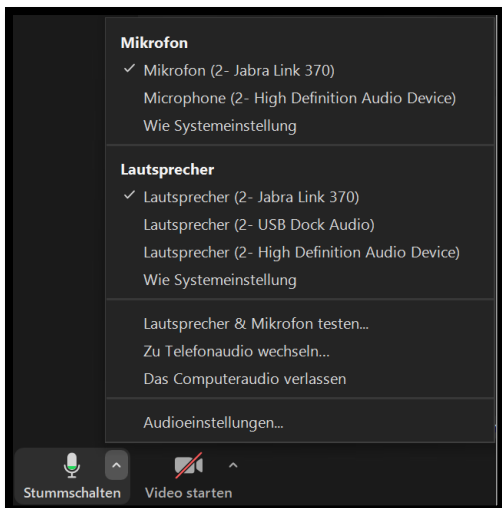 Mikrofon
Mikrofon (2- Jabra Link 370)
Microphone (2- High Definition Audio Device)
Wie Systemeinstellung
Lautsprecher
Lautsprecher (2- Jabra Link 370)
Lautsprecher (2- USB Dock Audio)
Lautsprecher (2- High Definition Audio Device)
Wie Systemeinstellung
Lautsprecher & Mikrofon testen...
Zu Telefonaudio wechseln...
Das Computeraudio verlassen
Audioeinstellungen...
Stummschalten Video starten